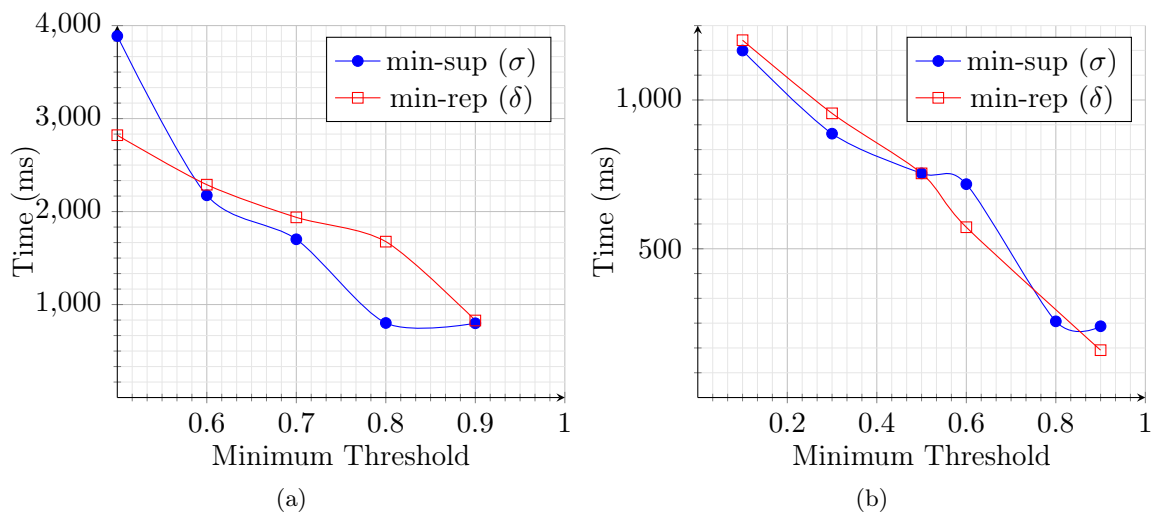 4,000
3,000
2,000
1,000
Time (ms)
min-sup (σ)
min-rep (δ)
0.6 0.7 0.8 0.9 1
Minimum Threshold
(a)
1,000
500
Time (ms)
min-sup (σ)
min-rep (δ)
0.2 0.4 0.6 0.8 1
Minimum Threshold
(b)